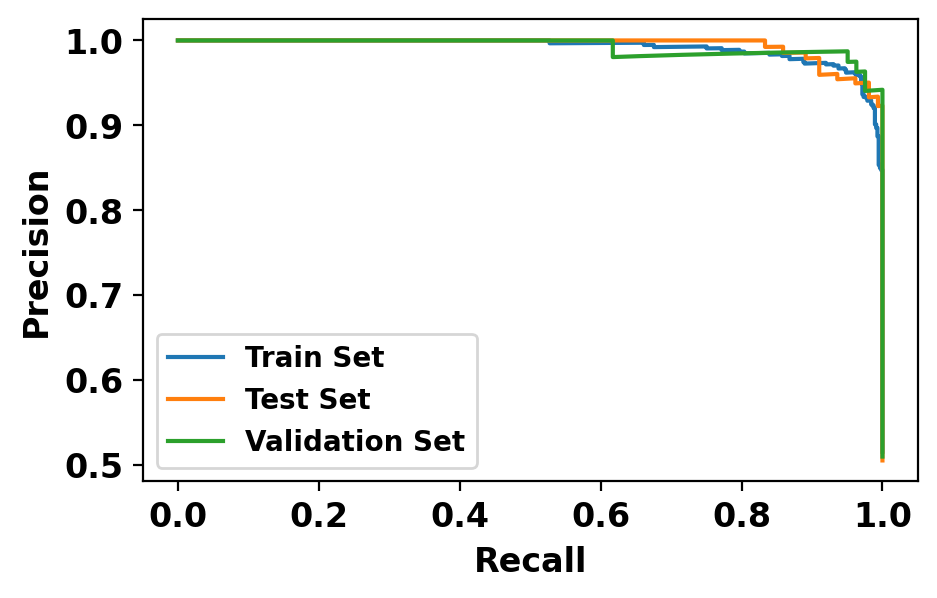 1.0
0.9
0.8
0.7
0.6
0.5
Precision
Train Set
Test Set
Validation Set
0.0 0.2 0.4 0.6 0.8 1.0
Recall